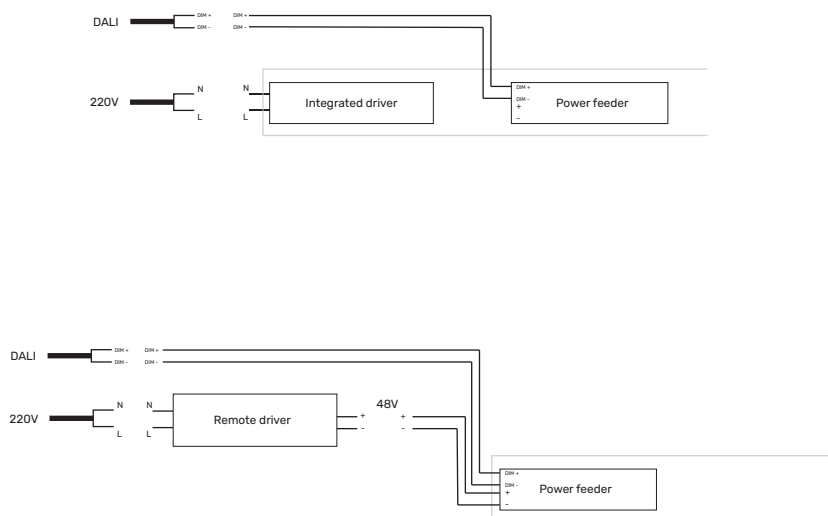 DALI DIM + DIM +
DIM - DIM -
220V N N
L L
Integrated driver
DIM +
DIM -
+
-
Power feeder
DALI DIM + DIM +
DIM - DIM -
220V N N
L L
Remote driver
48V
+ +
- -
DIM +
DIM -
+
-
Power feeder